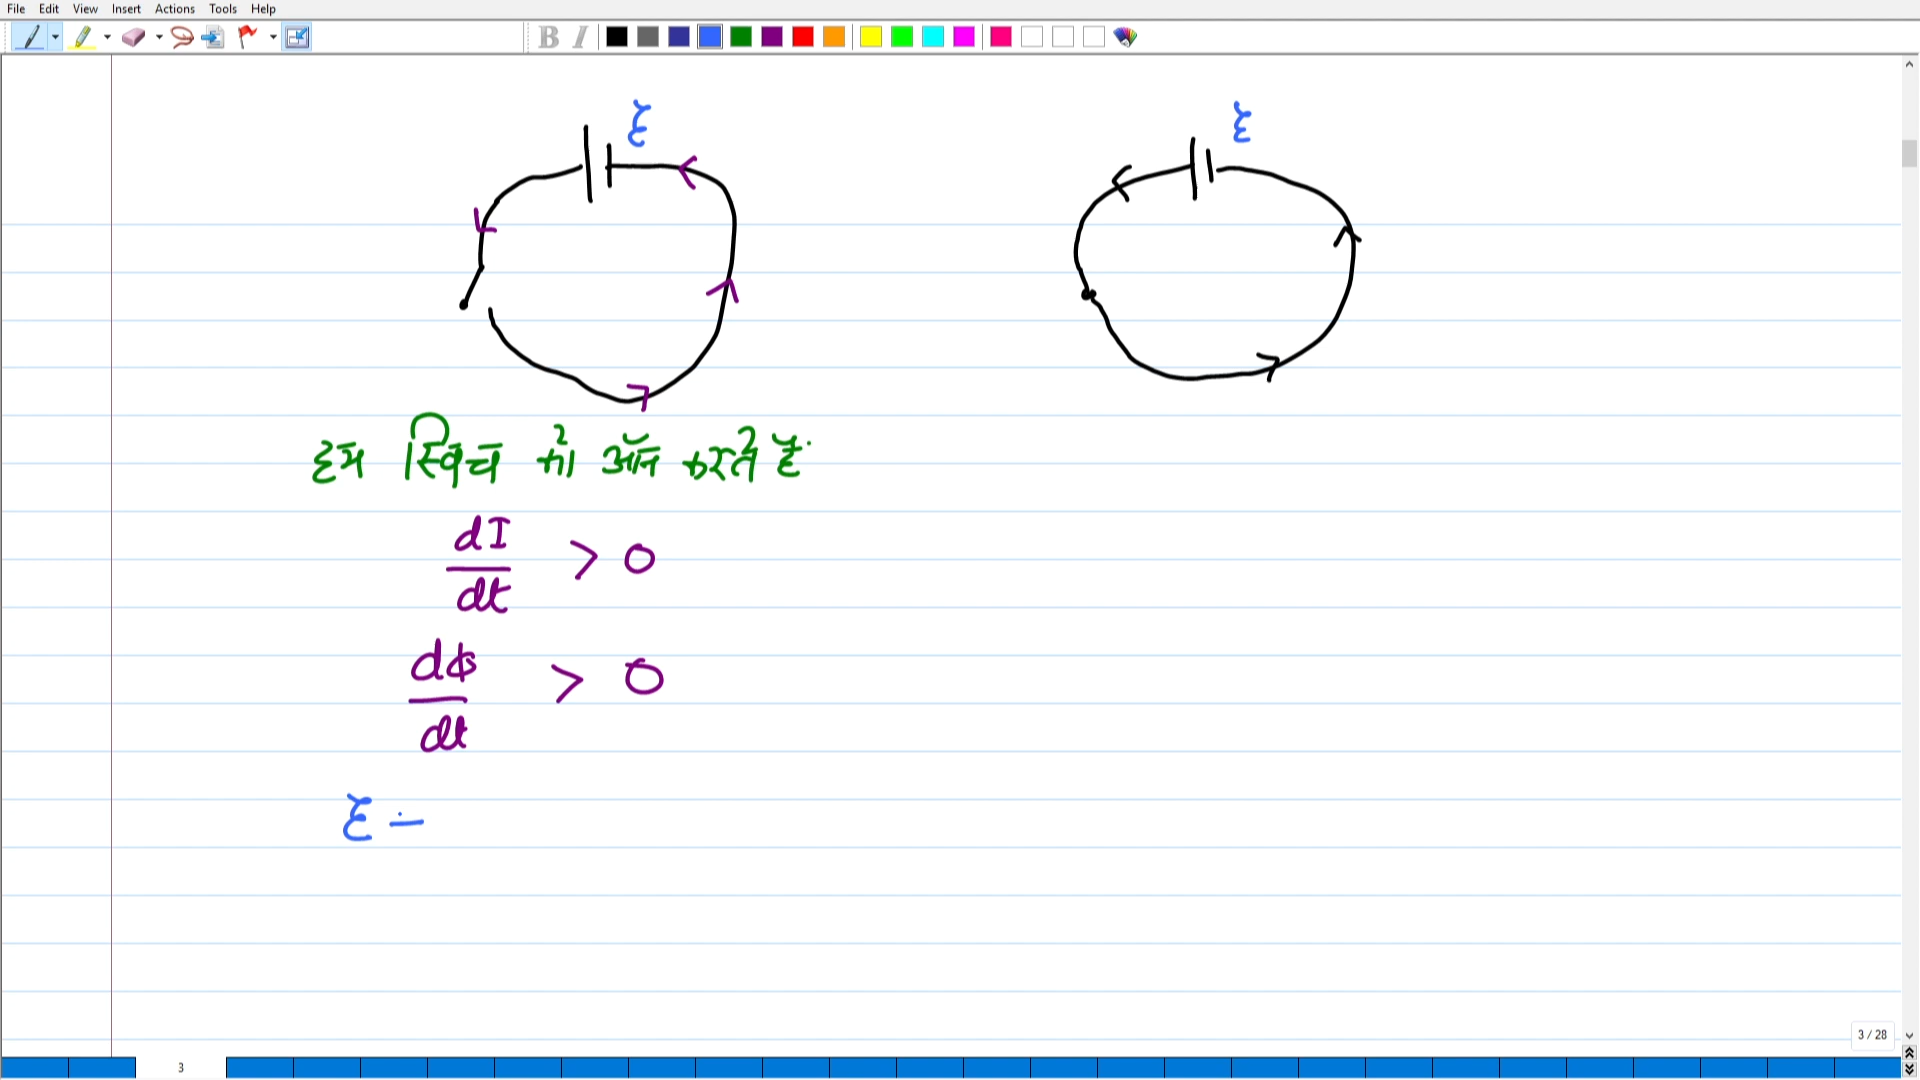 File Edit View Insert Actions Tools Help
B I
ξ ξ
हम स्विच को ऑन करते हैं.
dI/dt > 0
dϕ/dt > 0
ξ =
3 / 28
3